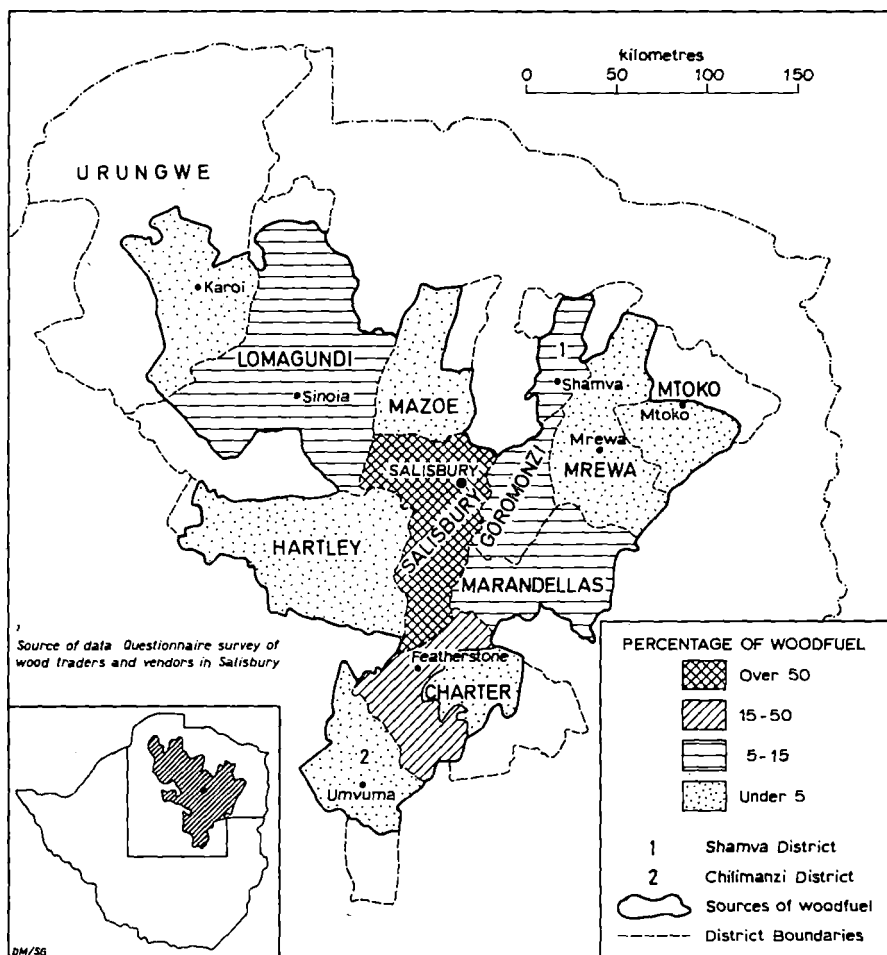 kilometres
0 50 100 150
URUNGWE
Karoi
LOMAGUNDI
Sinoia
MAZOE
1
Shamva
MTOKO
Mtoko
Mrewa
MREWA
SALISBURY
SALISBURY
GOROMONZI
HARTLEY
MARANDELLAS
Source of data Questionnaire survey of
wood traders and vendors in Salisbury
Featherstone
CHARTER
2
Umvuma
PERCENTAGE OF WOODFUEL
Over 50
15-50
5-15
Under 5
1 Shamva District
2 Chilimanzi District
Sources of woodfuel
District Boundaries
DM/SG